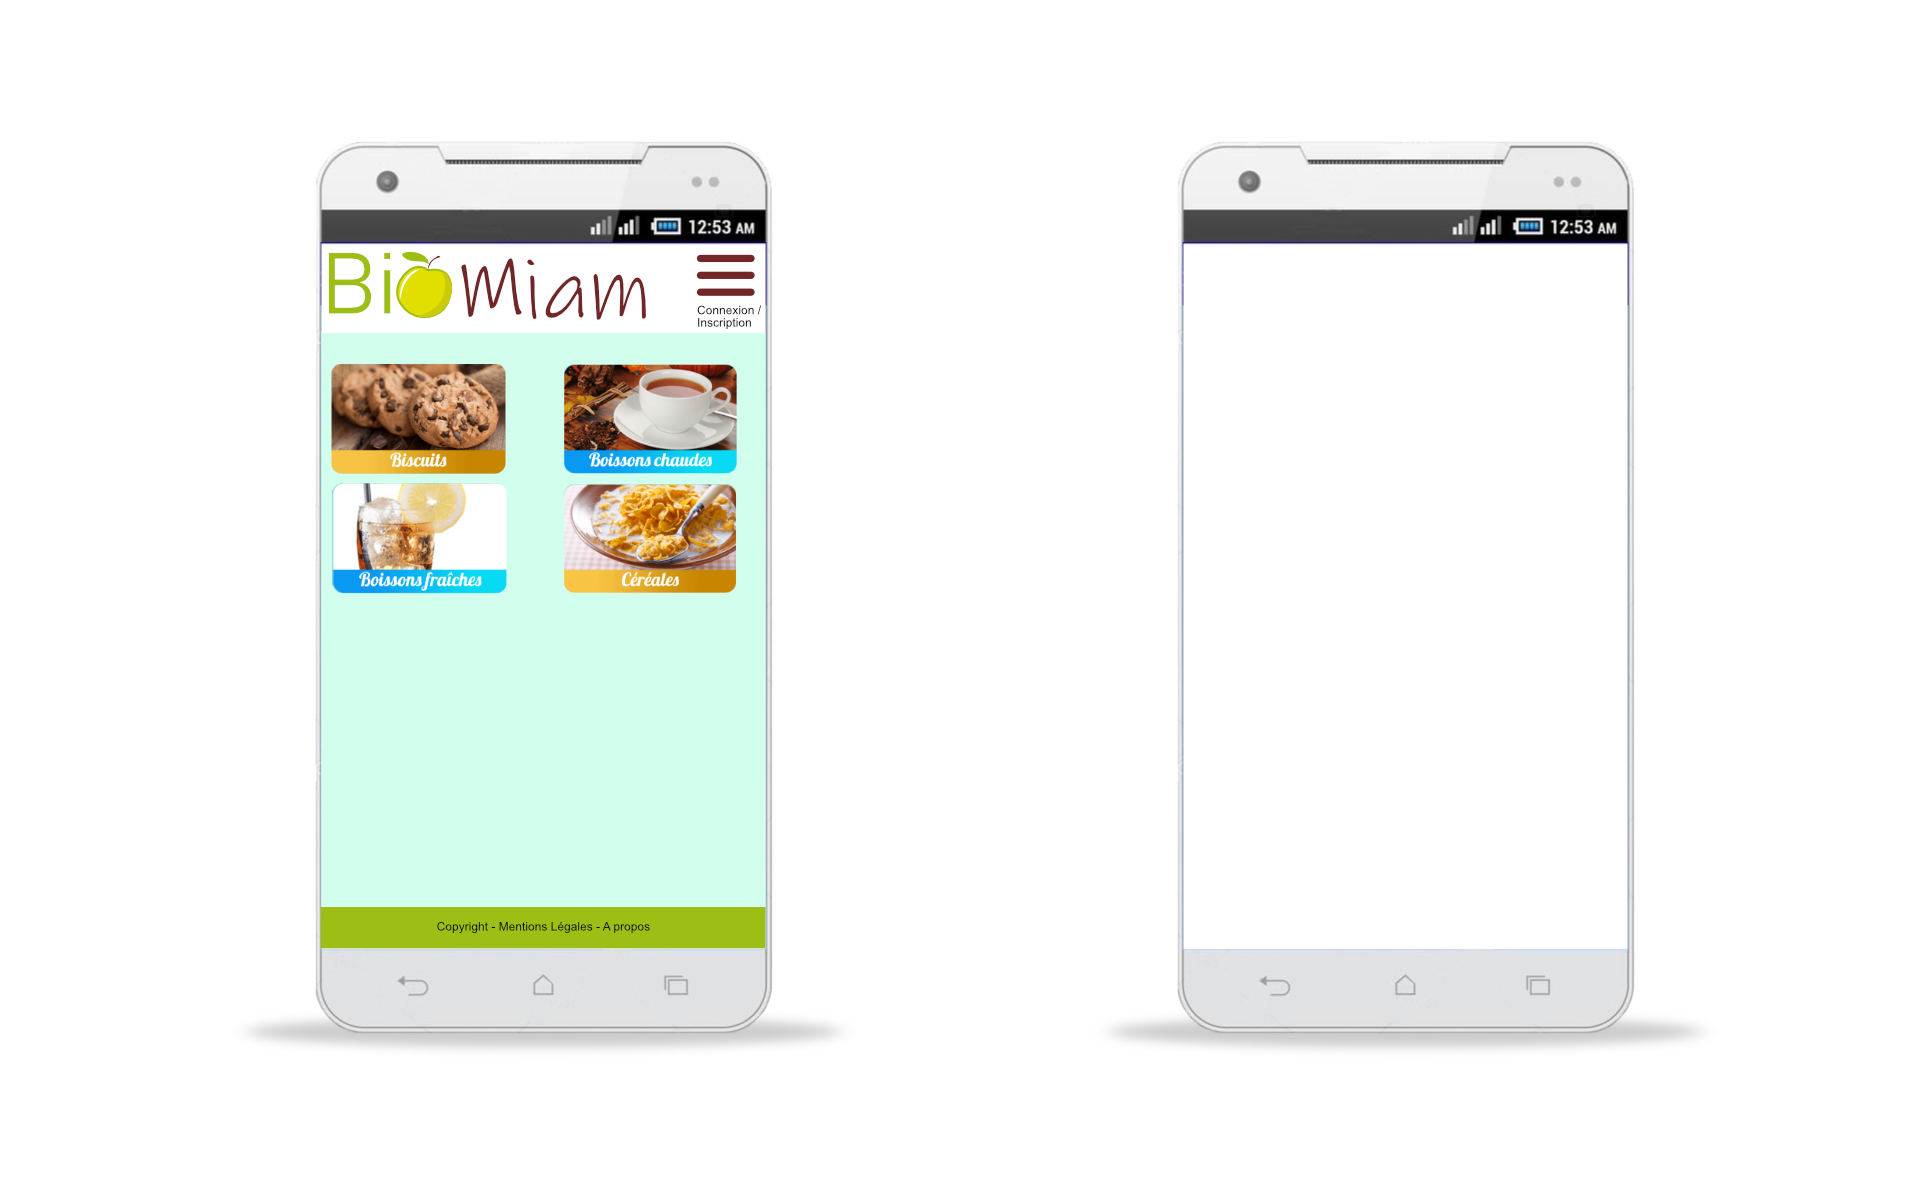 12:53 AM
BioMiam
Connexion /
Inscription
Biscuits
Boissons chaudes
Boissons fraîches
Céréales
Copyright - Mentions Légales - A propos
12:53 AM